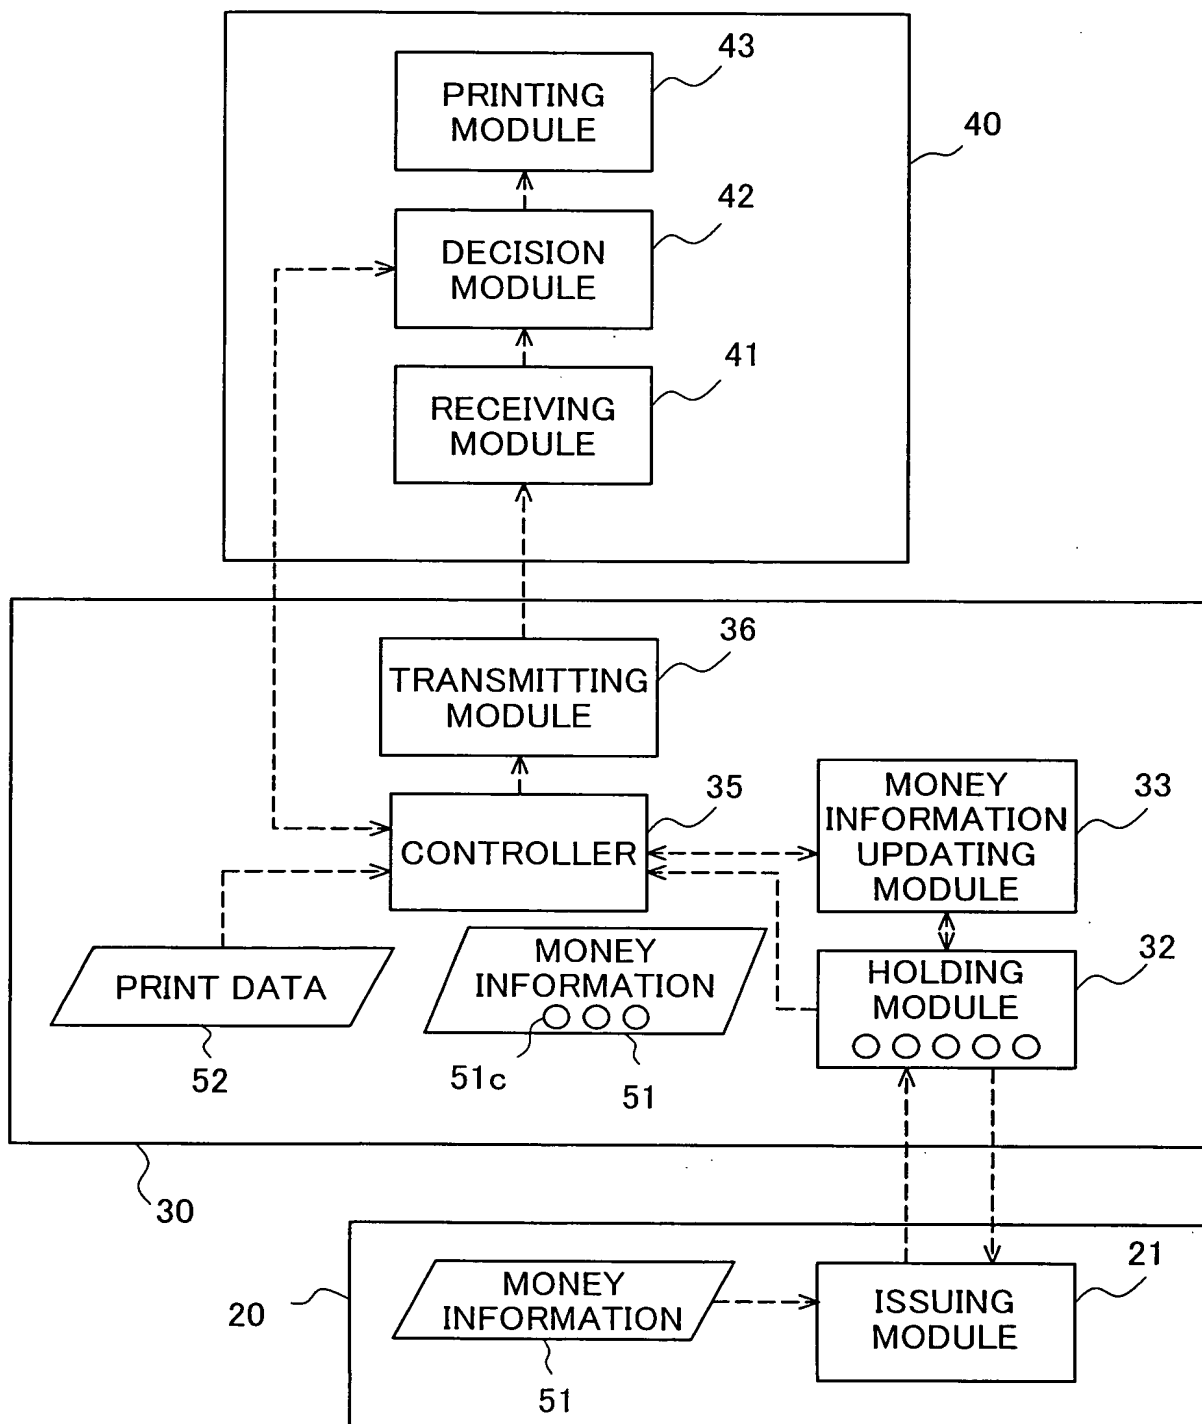 43
PRINTING
MODULE
40
42
DECISION
MODULE
41
RECEIVING
MODULE
36
TRANSMITTING
MODULE
35
CONTROLLER
MONEY
INFORMATION
UPDATING
MODULE
33
PRINT DATA
52
MONEY
INFORMATION
51c
51
HOLDING
MODULE
32
30
20
MONEY
INFORMATION
51
ISSUING
MODULE
21